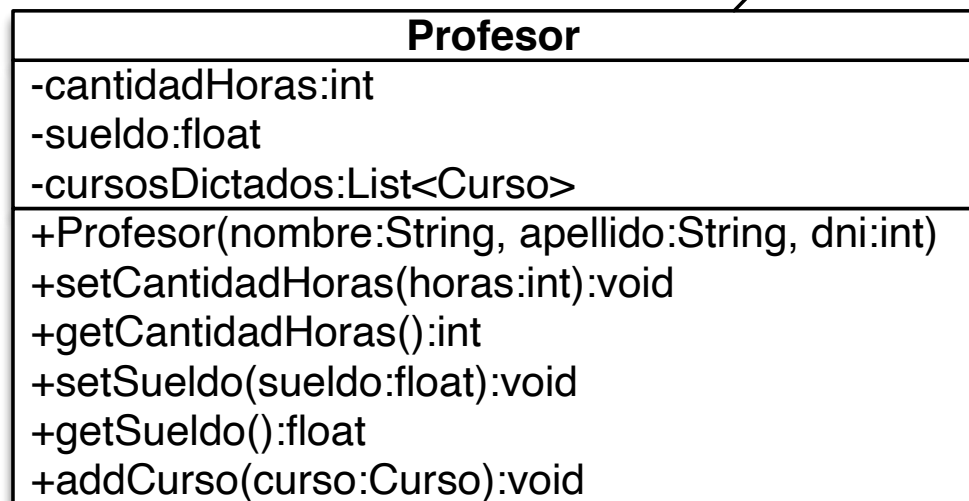 Profesor
-cantidadHoras:int
-sueldo:float
-cursosDictados:List<Curso>
+Profesor(nombre:String, apellido:String, dni:int)
+setCantidadHoras(horas:int):void
+getCantidadHoras():int
+setSueldo(sueldo:float):void
+getSueldo():float
+addCurso(curso:Curso):void